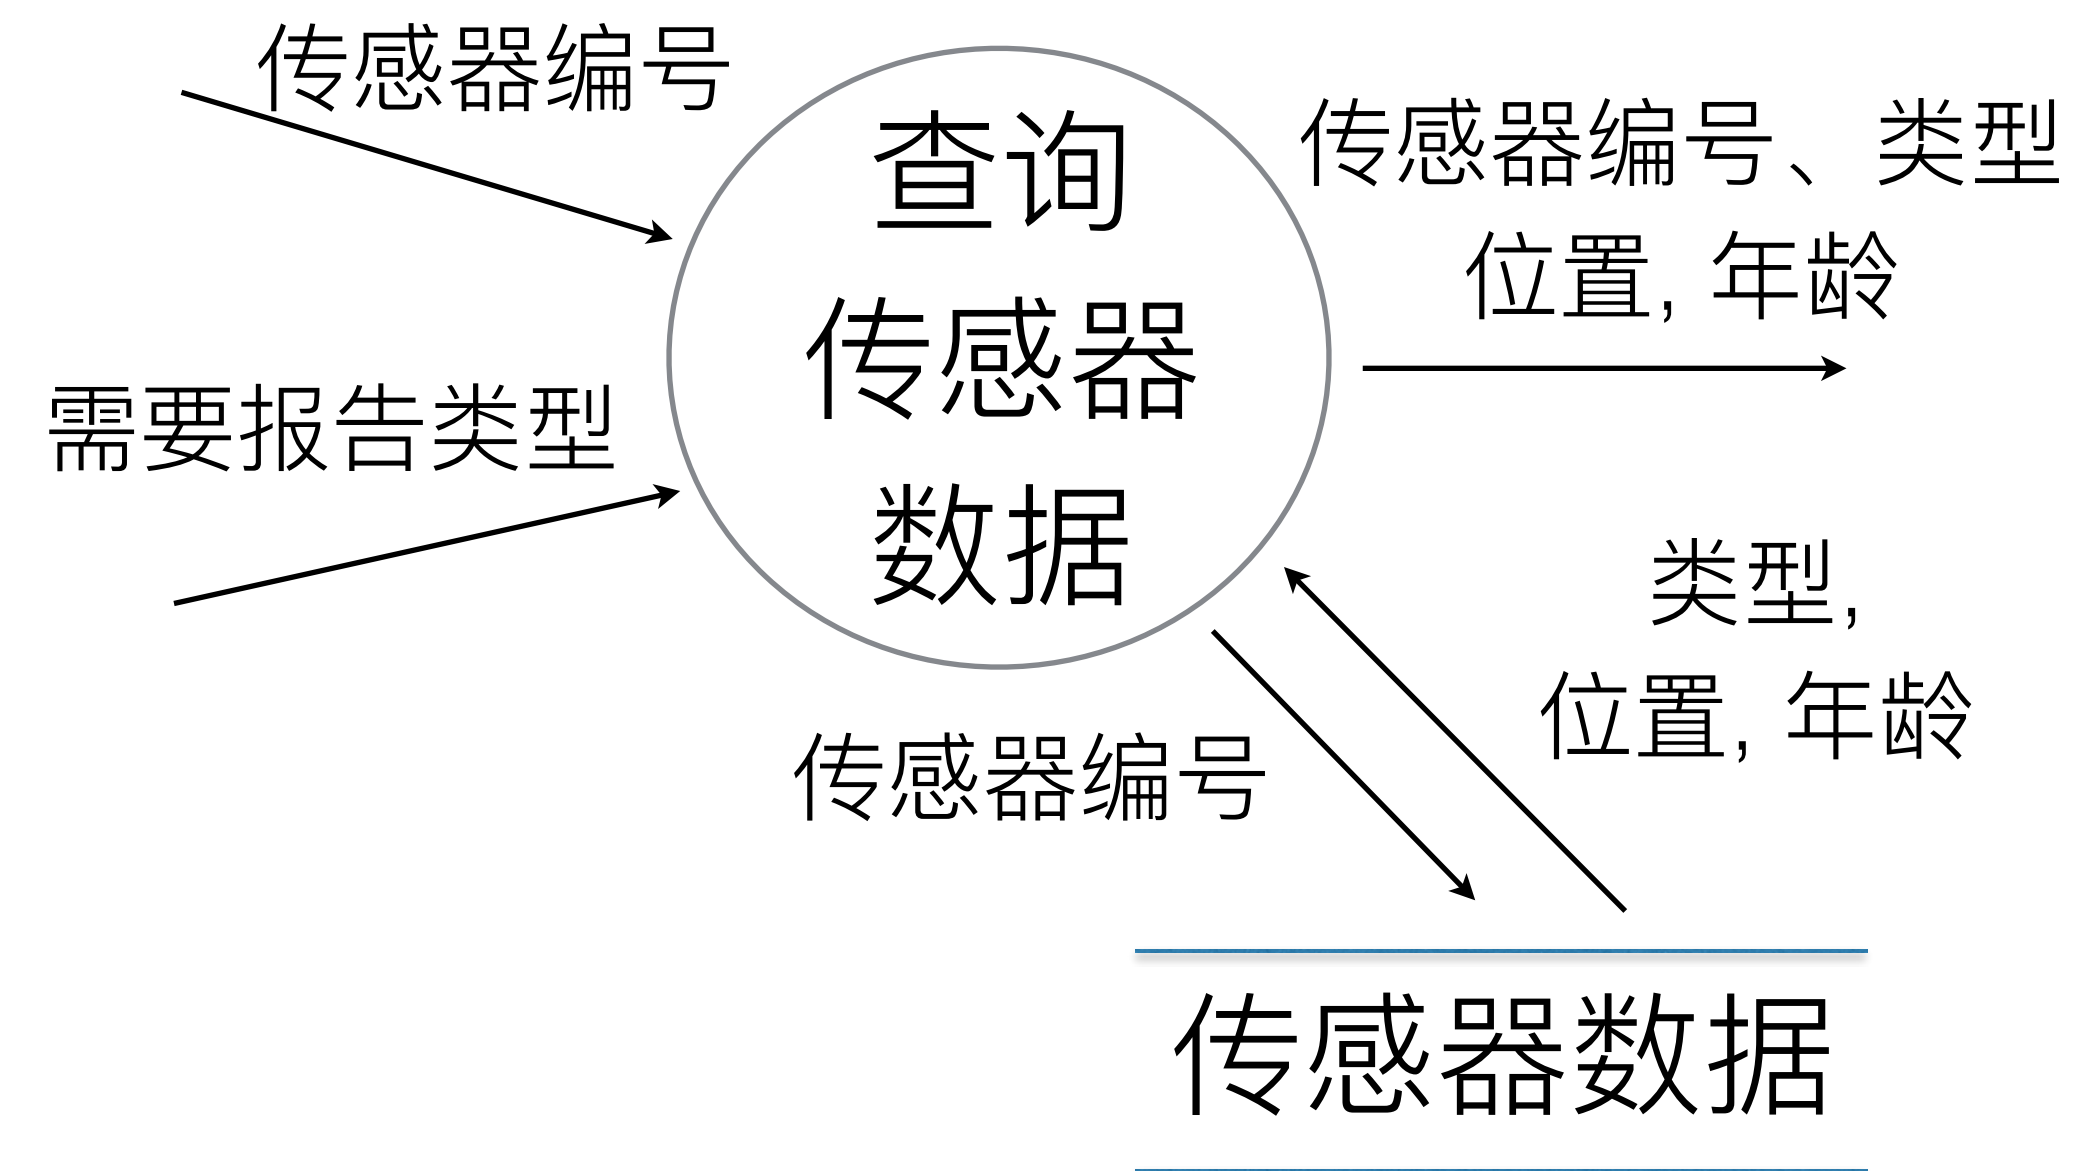 传感器编号
查询
传感器
数据
传感器编号、类型
位置, 年龄
需要报告类型
类型,
位置, 年龄
传感器编号
传感器数据